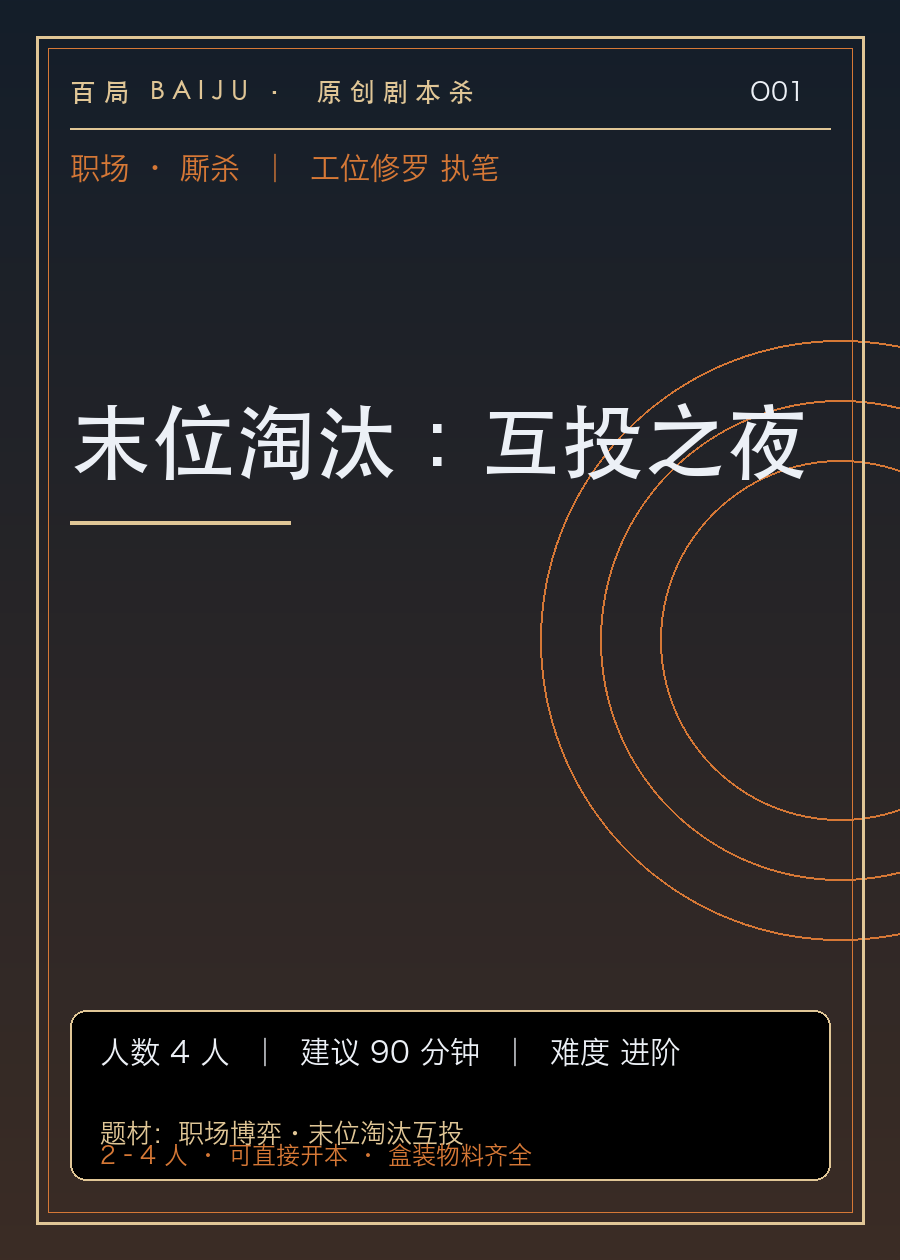 百局 BAIJU · 原创剧本杀 001
职场 · 厮杀 ｜ 工位修罗 执笔
末位淘汰：互投之夜
人数 4 人 ｜ 建议 90 分钟 ｜ 难度 进阶
题材：职场博弈·末位淘汰互投
2-4 人 · 可直接开本 · 盒装物料齐全